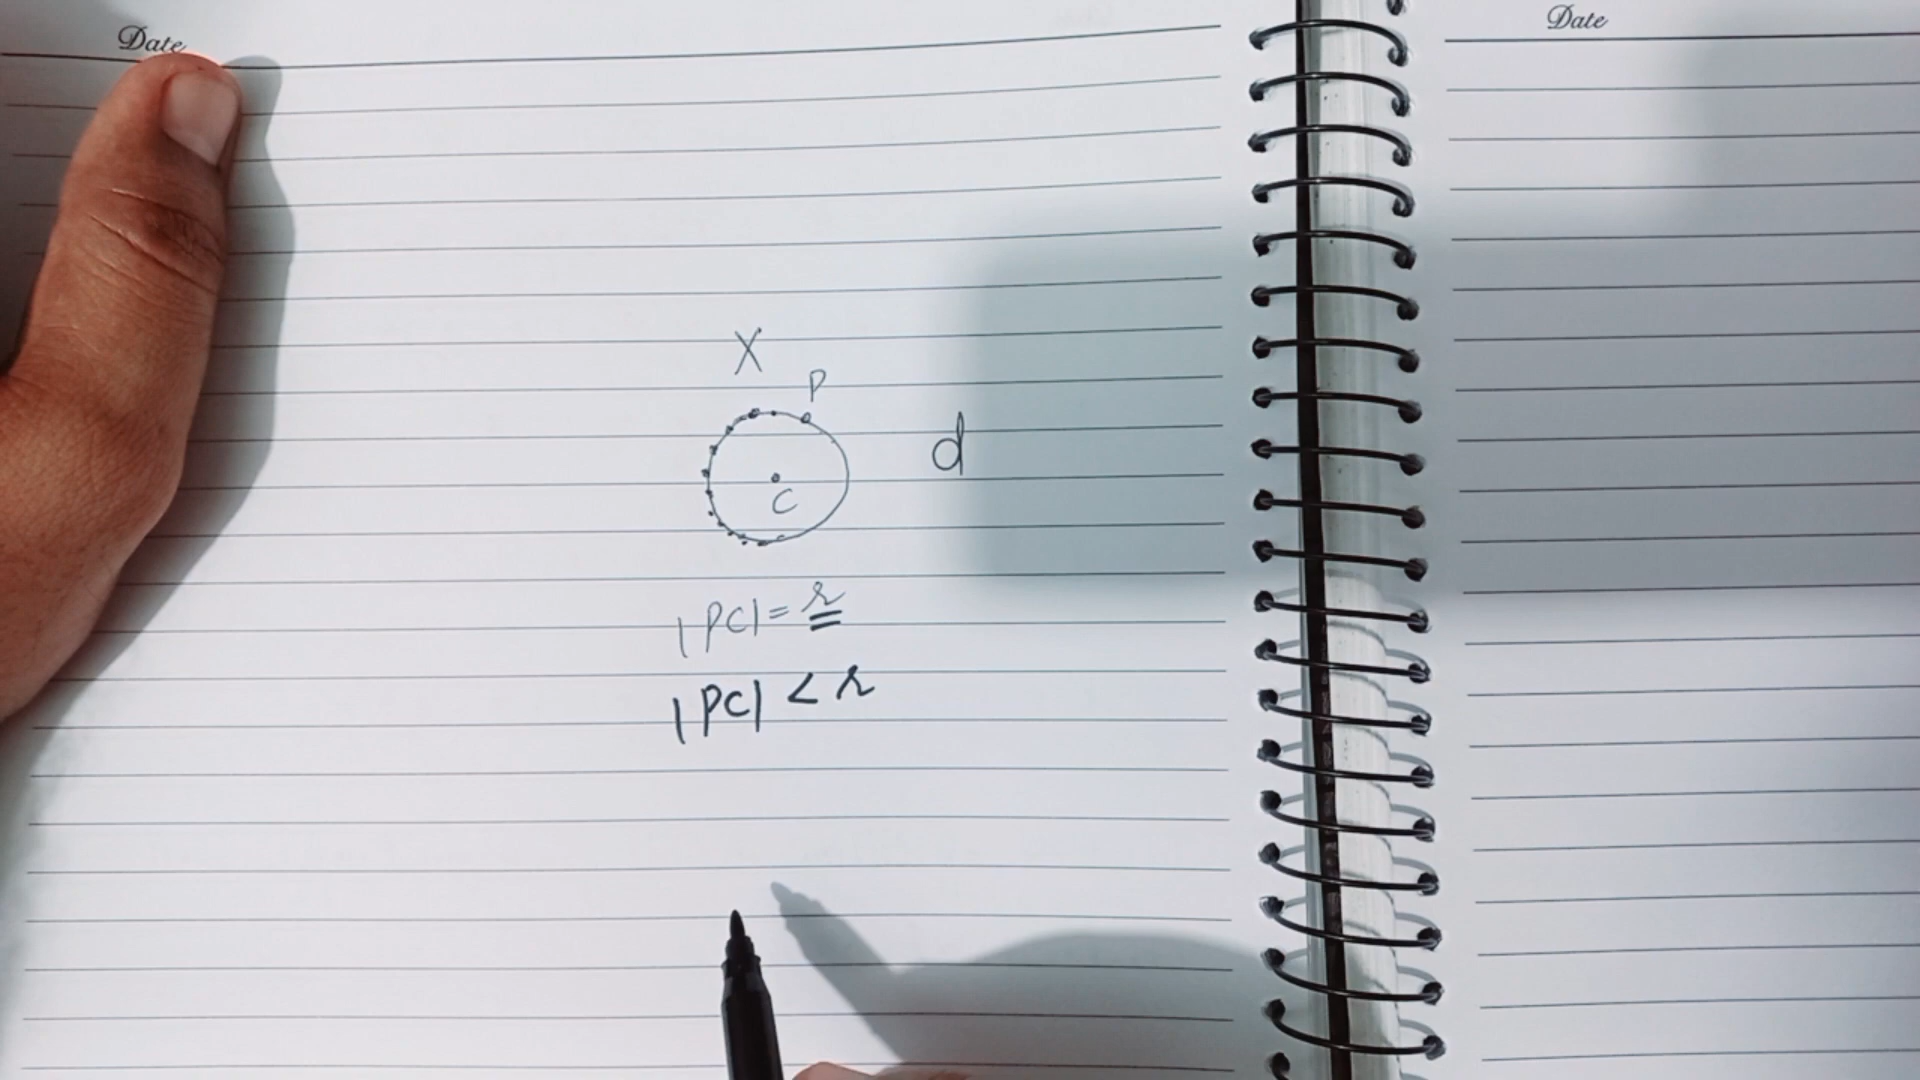 Date
Date
X
P
d
C
|PC| = r
|PC| < r